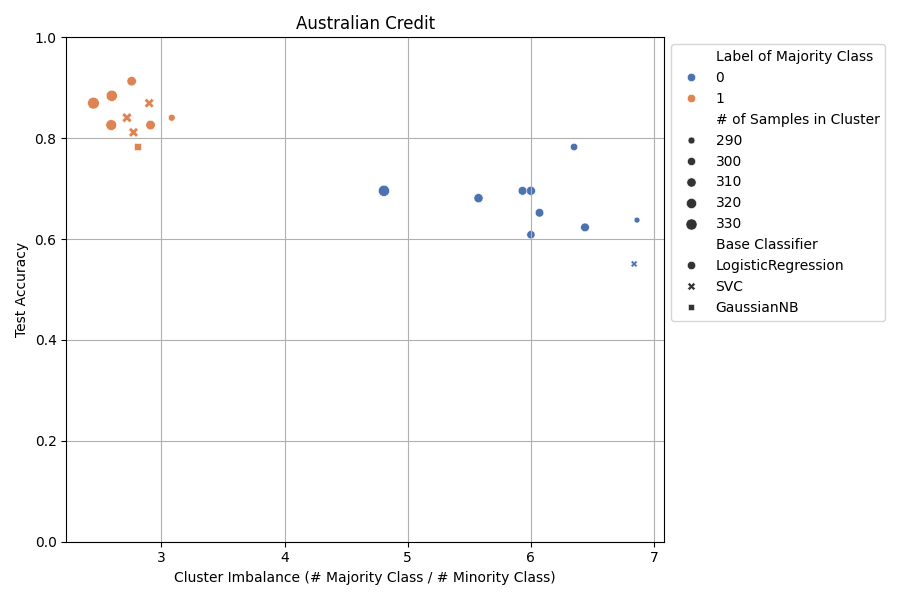 Australian Credit
1.0
0.8
0.6
0.4
0.2
0.0
Test Accuracy
3
4
5
6
7
Cluster Imbalance (# Majority Class / # Minority Class)
Label of Majority Class
0
1
# of Samples in Cluster
290
300
310
320
330
Base Classifier
LogisticRegression
SVC
GaussianNB